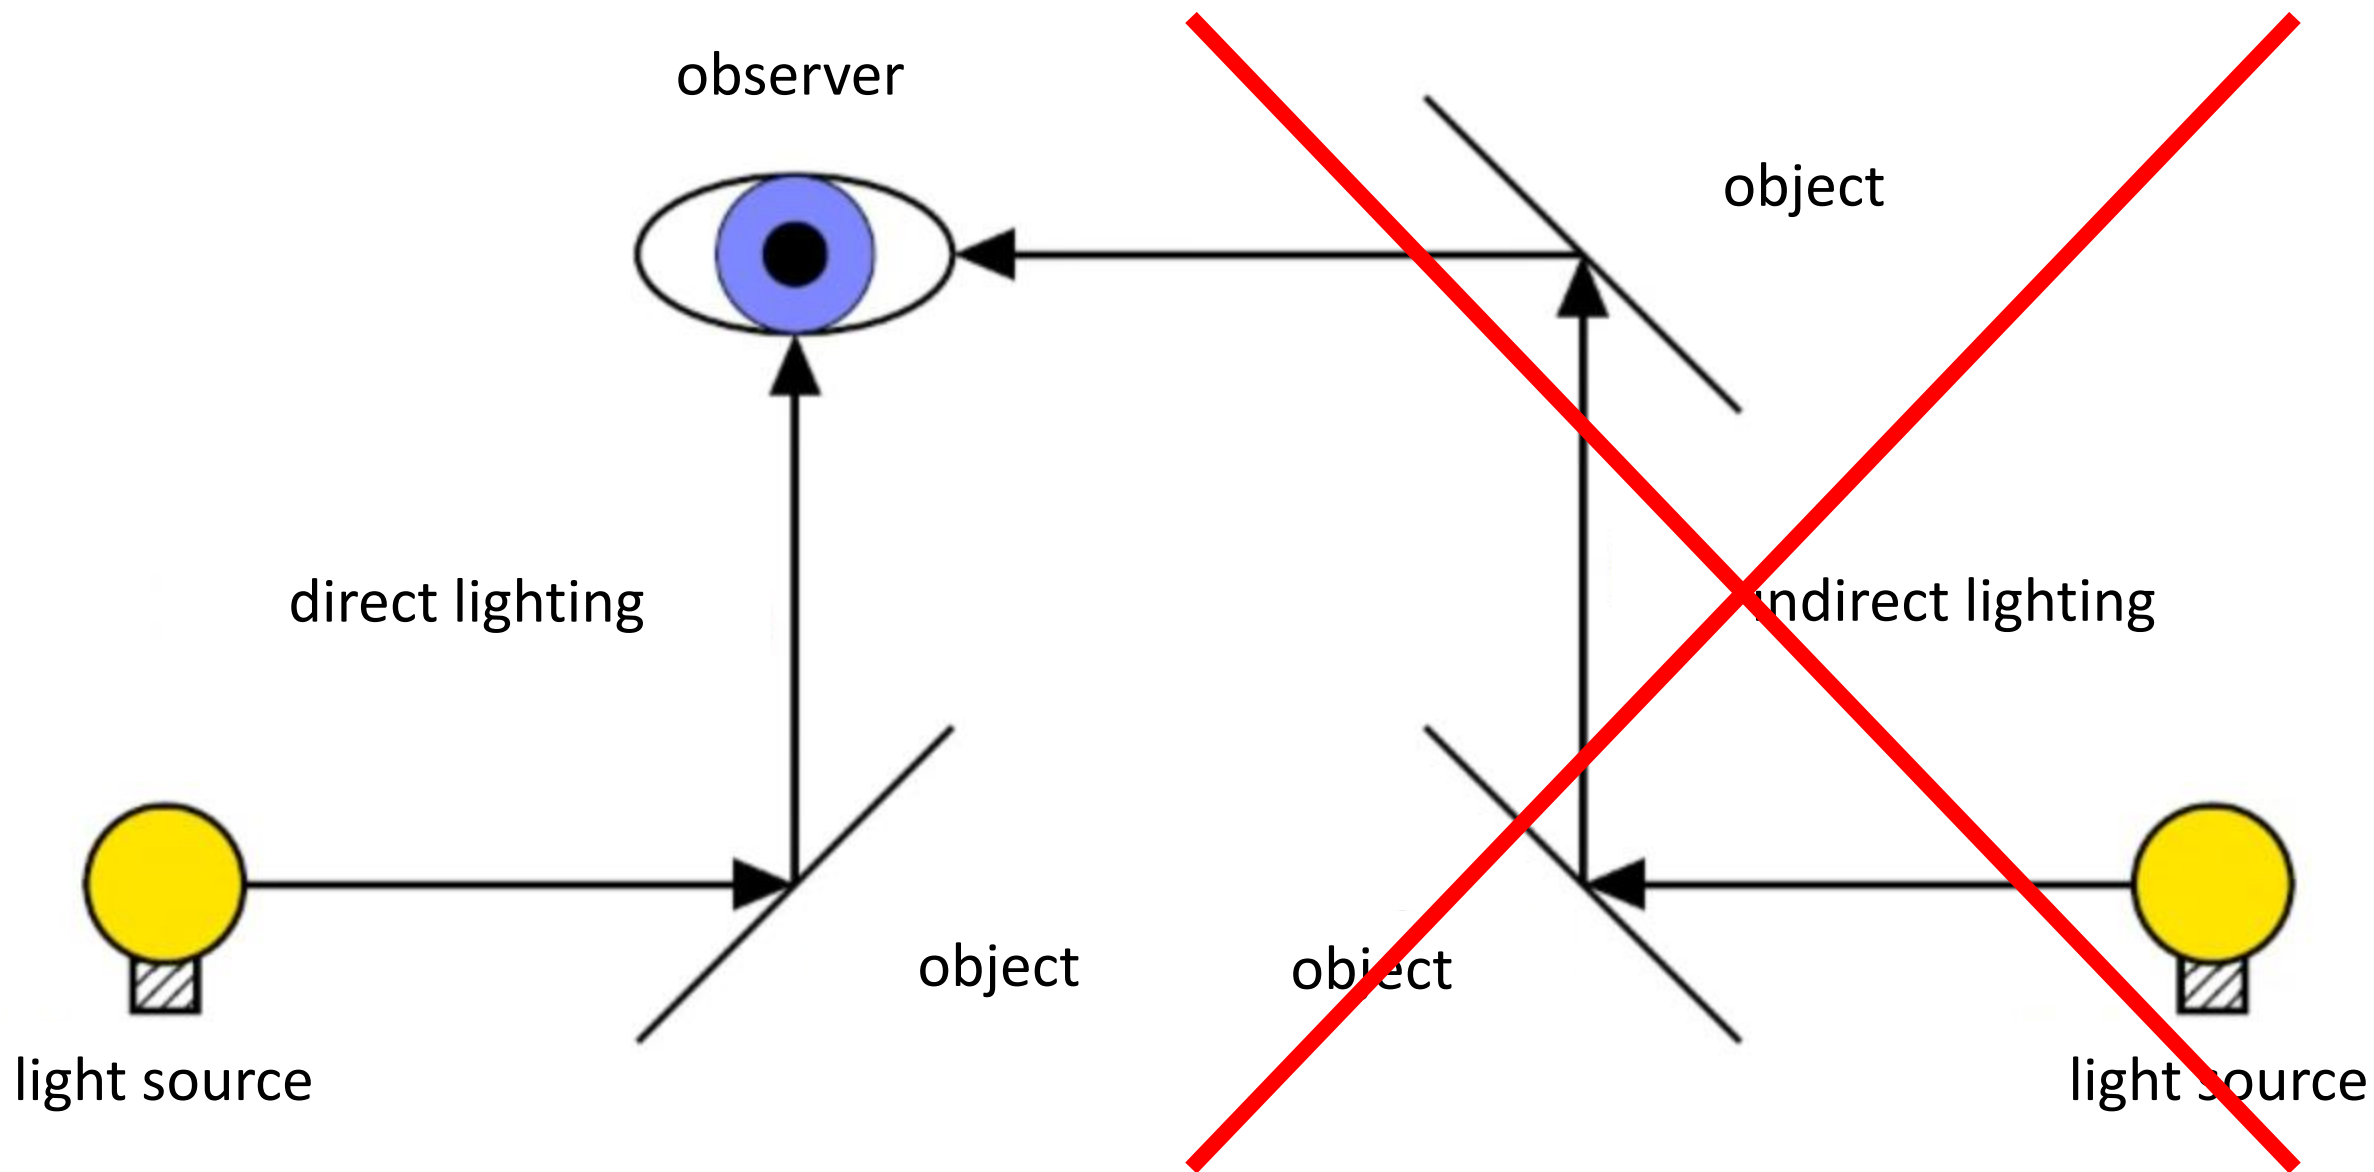 observer
object
direct lighting
indirect lighting
object
object
light source
light source